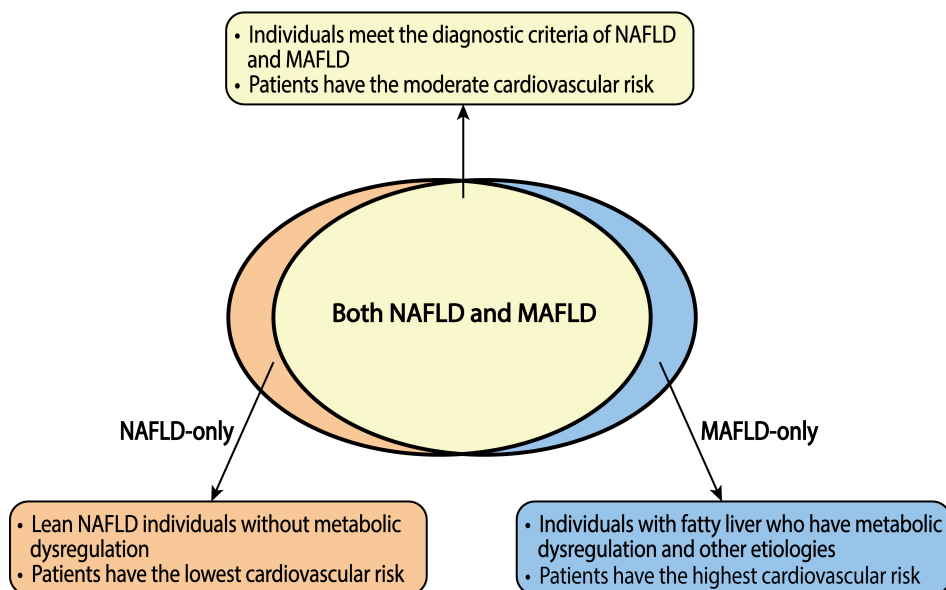 • Individuals meet the diagnostic criteria of NAFLD
and MAFLD
• Patients have the moderate cardiovascular risk
Both NAFLD and MAFLD
NAFLD-only
MAFLD-only
• Lean NAFLD individuals without metabolic
dysregulation
• Patients have the lowest cardiovascular risk
• Individuals with fatty liver who have metabolic
dysregulation and other etiologies
• Patients have the highest cardiovascular risk